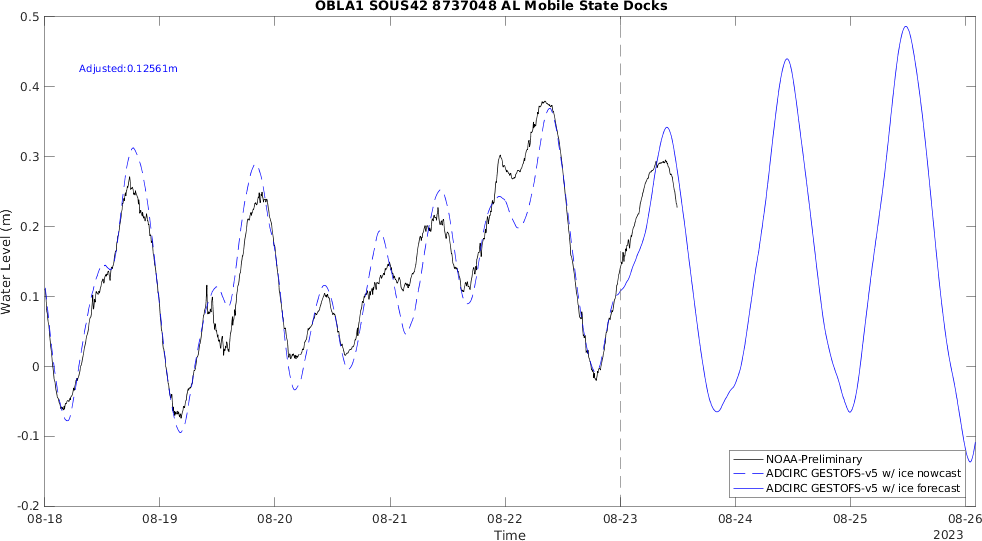 OBLA1 SOUS42 8737048 AL Mobile State Docks
Adjusted:0.12561m
0.5
0.4
0.3
0.2
0.1
0
-0.1
-0.2
Water Level (m)
NOAA-Preliminary
ADCIRC GESTOFS-v5 w/ ice nowcast
ADCIRC GESTOFS-v5 w/ ice forecast
08-18 08-19 08-20 08-21 08-22 08-23 08-24 08-25 08-26
Time
2023